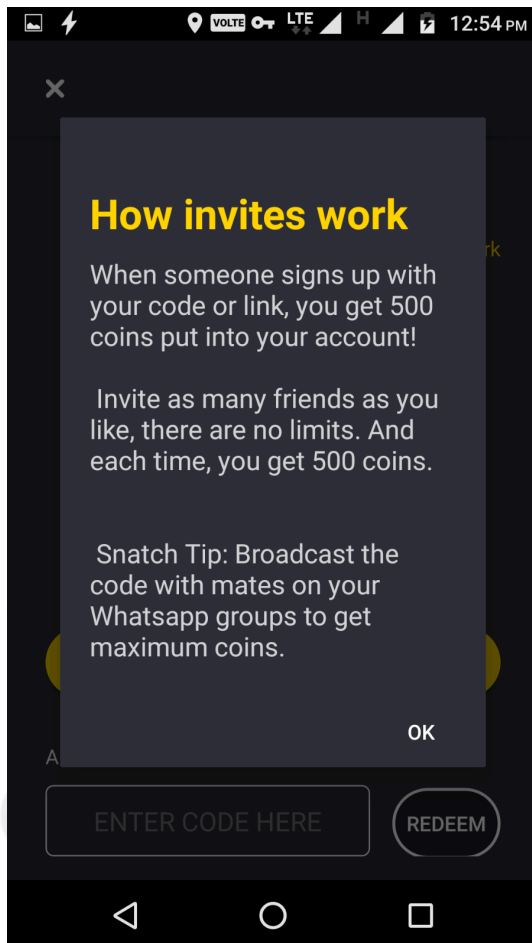 VOLTE LTE H 12:54 PM
How invites work
rk
When someone signs up with
your code or link, you get 500
coins put into your account!
Invite as many friends as you
like, there are no limits. And
each time, you get 500 coins.
Snatch Tip: Broadcast the
code with mates on your
Whatsapp groups to get
maximum coins.
OK
A
ENTER CODE HERE REDEEM